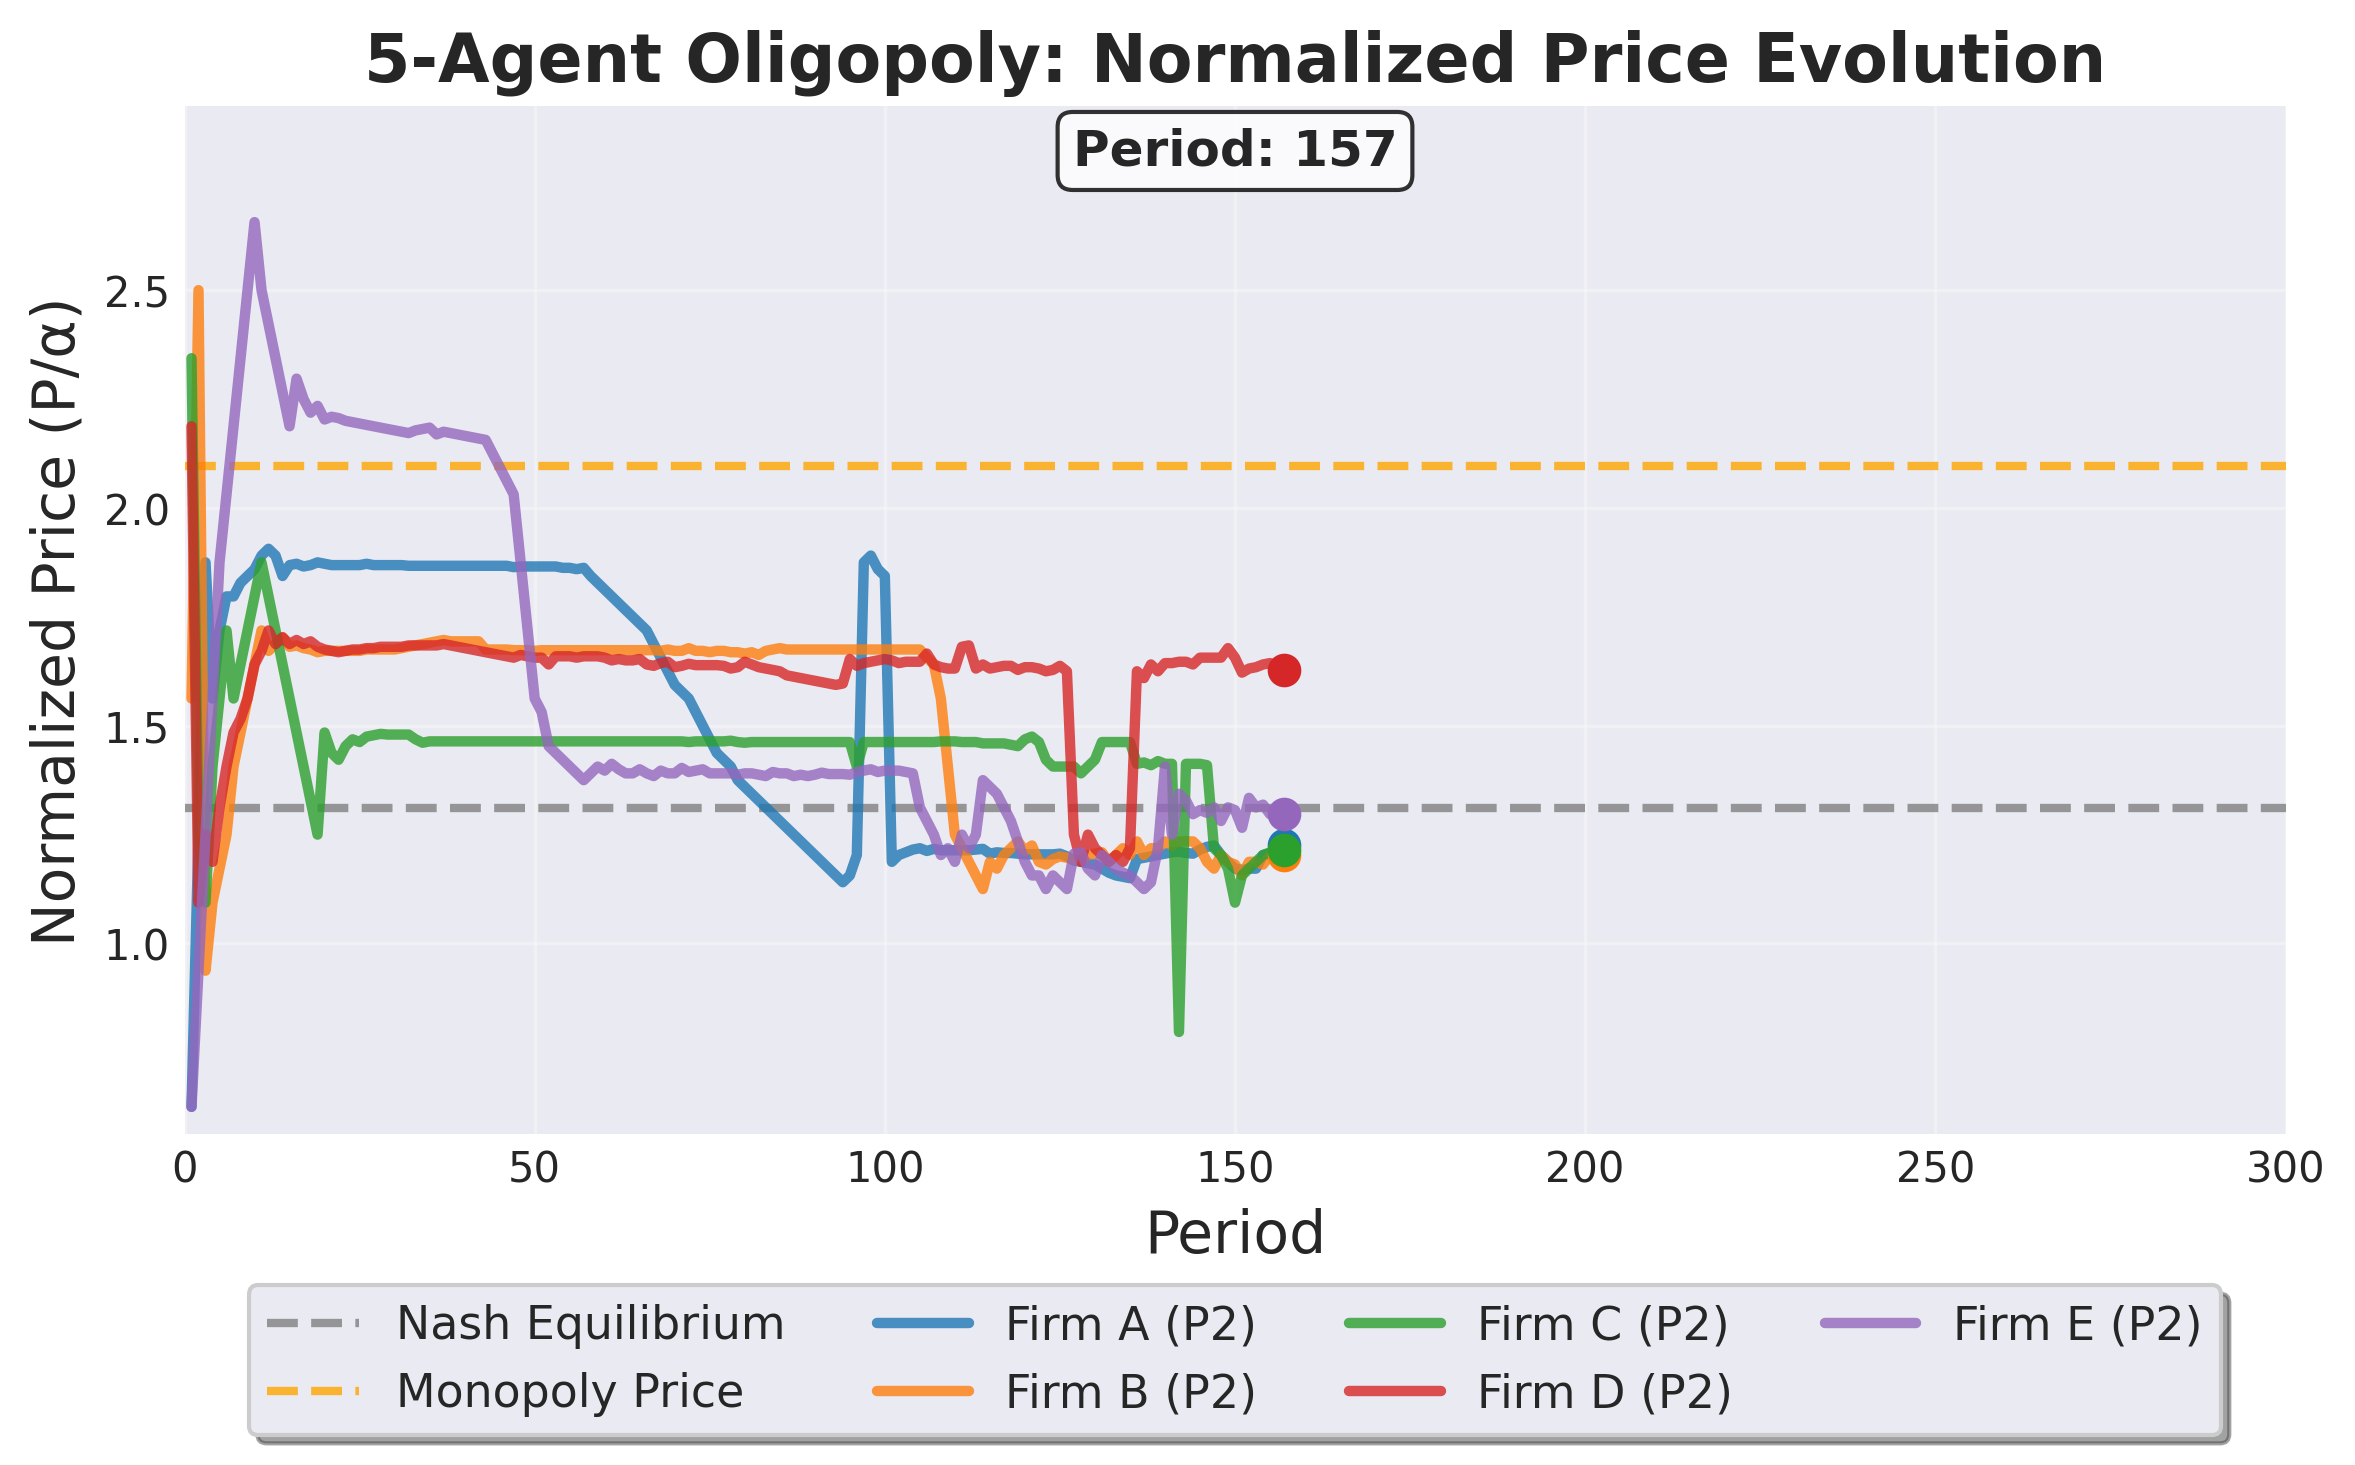 5-Agent Oligopoly: Normalized Price Evolution
Period: 157
Normalized Price (P/α)
2.5
2.0
1.5
1.0
0 50 100 150 200 250 300
Period
Nash Equilibrium Firm A (P2) Firm C (P2) Firm E (P2)
Monopoly Price Firm B (P2) Firm D (P2)